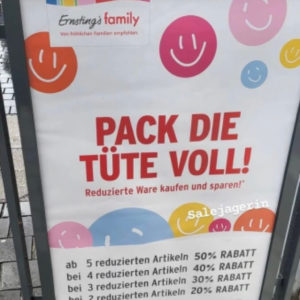 Ernsting's family
Von fröhlichen Familien empfohlen.
PACK DIE
TÜTE VOLL!
Reduzierte Ware kaufen und sparen!*
Salejägerin
ab 5 reduzierten Artikeln 50% RABATT
bei 4 reduzierten Artikeln 40% RABATT
bei 3 reduzierten Artikeln 30% RABATT
bei 2 reduzierten Artikeln 20% RABATT